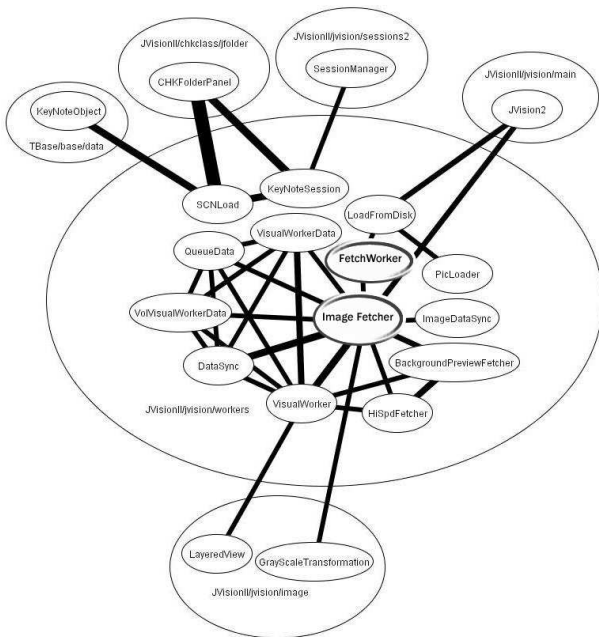 JVisionII/chkclass/jfolder
JVisionII/jvision/sessions2
CHKFolderPanel
SessionManager
JVisionII/jvision/main
KeyNoteObject
JVision2
TBase/base/data
KeyNoteSession
SCNLoad
LoadFromDisk
VisualWorkerData
QueueData
FetchWorker
PicLoader
VolVisualWorkerData
Image Fetcher
ImageDataSync
DataSync
BackgroundPreviewFetcher
VisualWorker
JVisionII/jvision/workers
HiSpdFetcher
LayeredView
GrayScaleTransformation
JVisionII/jvision/image